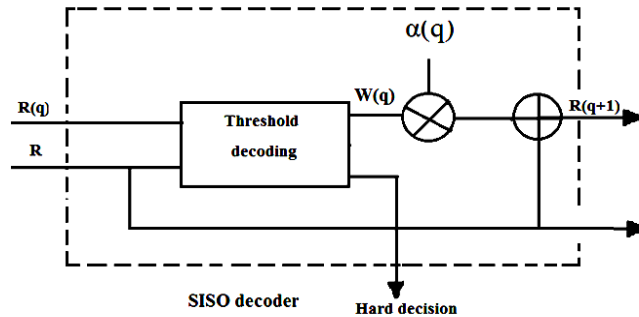 α(q)
R(q)
W(q)
R(q+1)
Threshold
decoding
R
SISO decoder
Hard decision